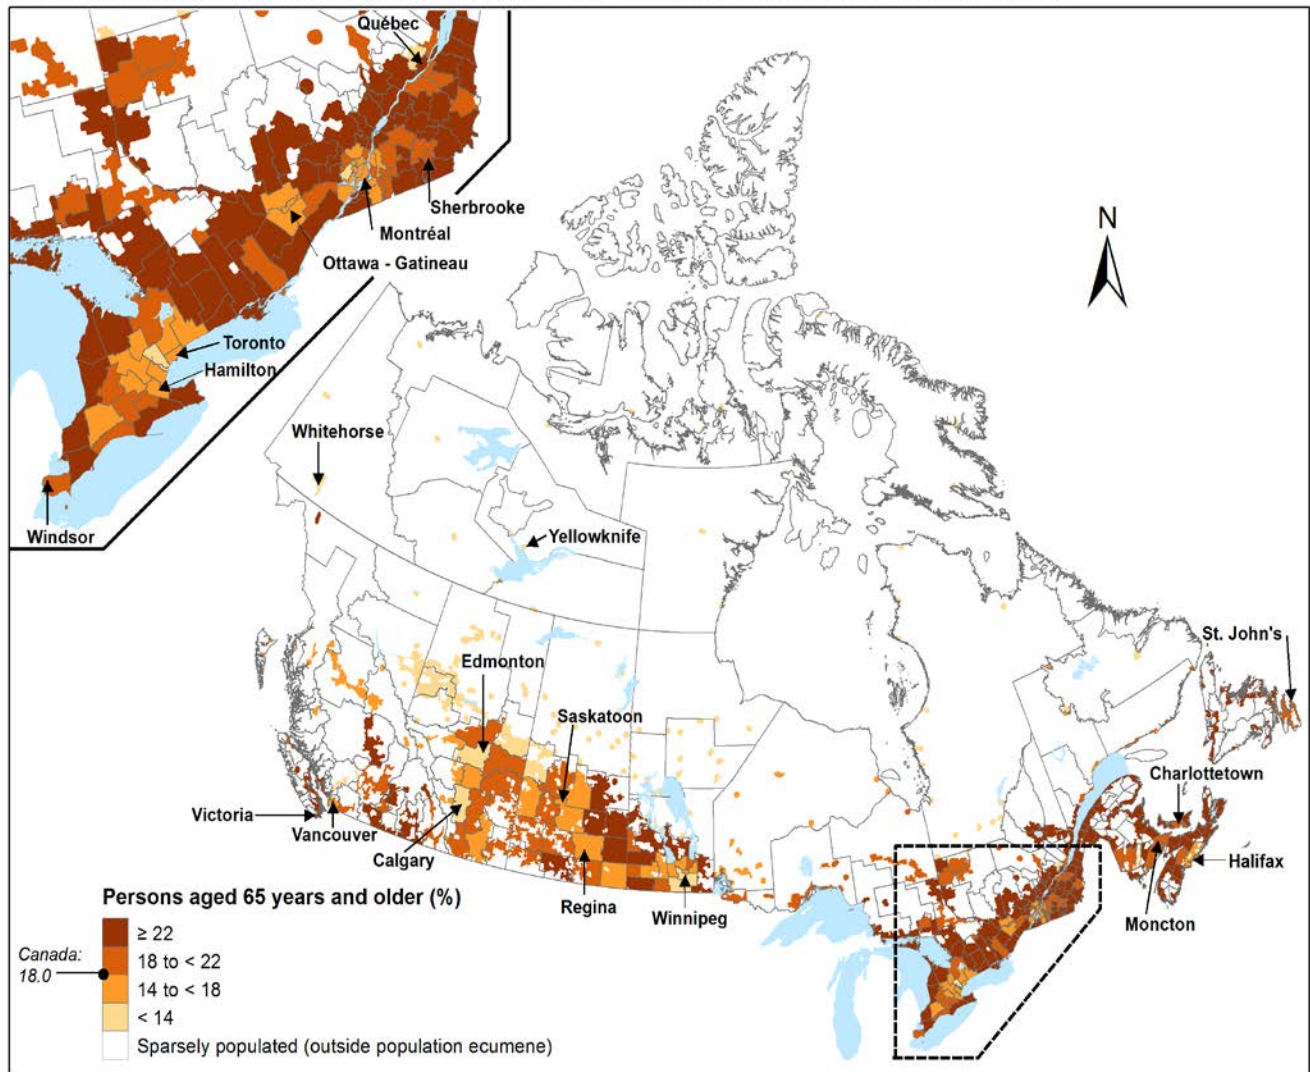 Québec
Sherbrooke
Montréal
Ottawa - Gatineau
Toronto
Hamilton
Windsor
N
Whitehorse
Yellowknife
St. John's
Edmonton
Saskatoon
Charlottetown
Victoria
Vancouver
Calgary
Halifax
Regina
Winnipeg
Moncton
Persons aged 65 years and older (%)
≥ 22
18 to < 22
Canada:
18.0
14 to < 18
< 14
Sparsely populated (outside population ecumene)